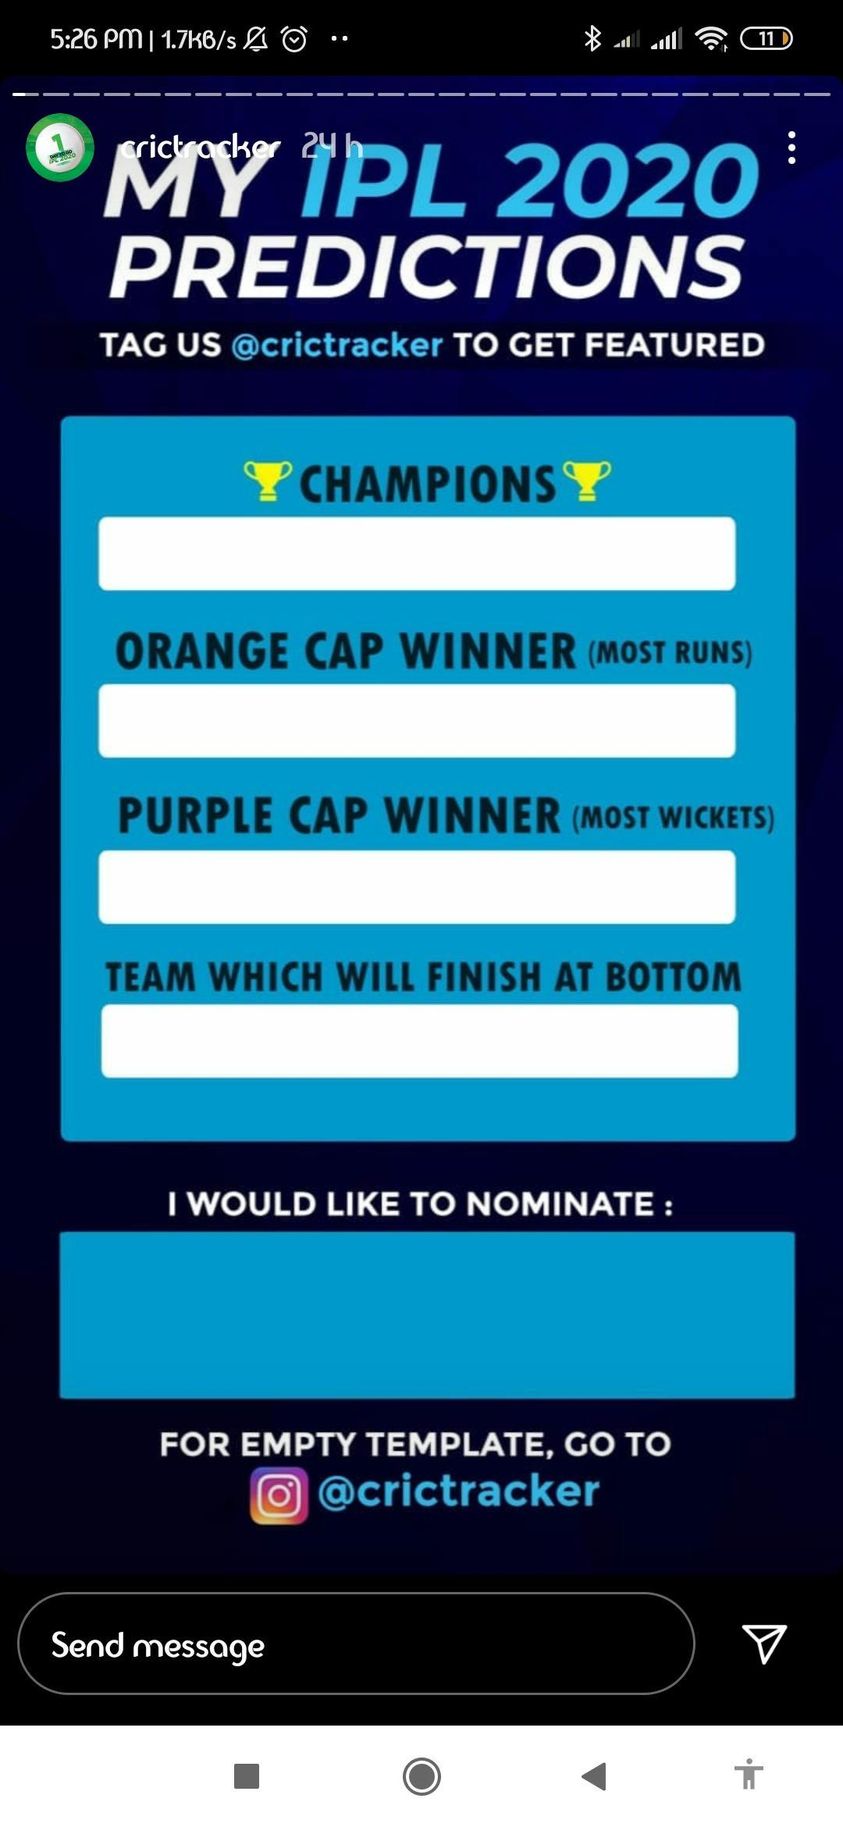 5:26 PM | 1.7KB/s
11
crictracker 24 h
MY IPL 2020
PREDICTIONS
TAG US @crictracker TO GET FEATURED
CHAMPIONS
ORANGE CAP WINNER (MOST RUNS)
PURPLE CAP WINNER (MOST WICKETS)
TEAM WHICH WILL FINISH AT BOTTOM
I WOULD LIKE TO NOMINATE :
FOR EMPTY TEMPLATE, GO TO
@crictracker
Send message